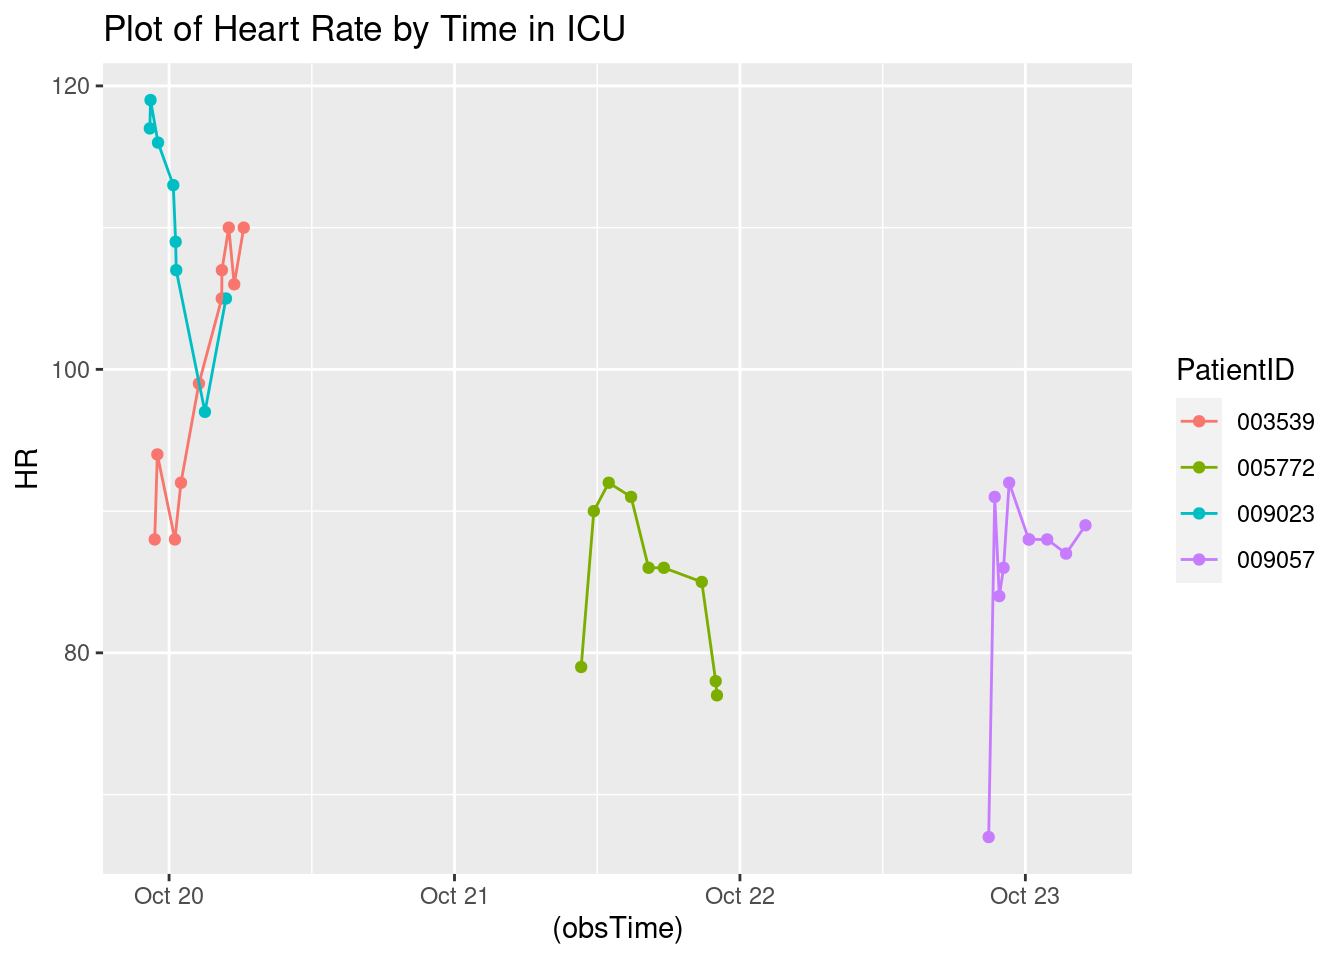 Plot of Heart Rate by Time in ICU
120
100
80
HR
Oct 20
Oct 21
Oct 22
Oct 23
(obsTime)
PatientID
003539
005772
009023
009057